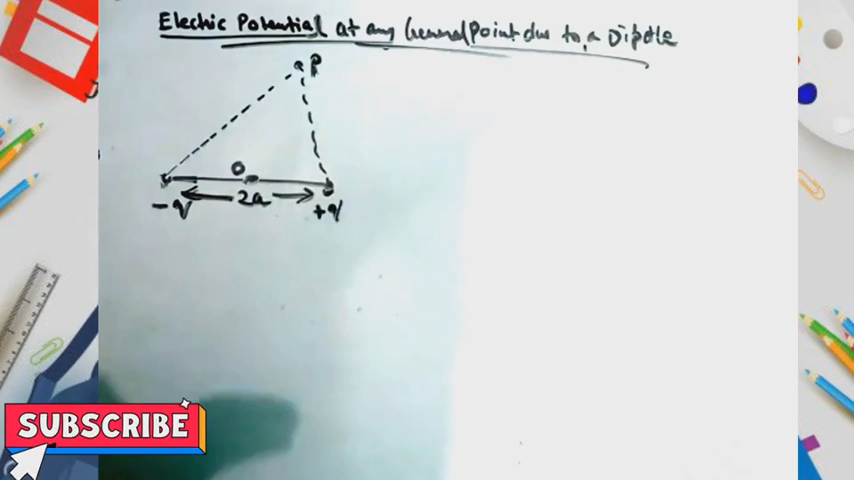 Electric Potential at any General Point due to a Dipole
P
O
2a
-q
+q
SUBSCRIBE